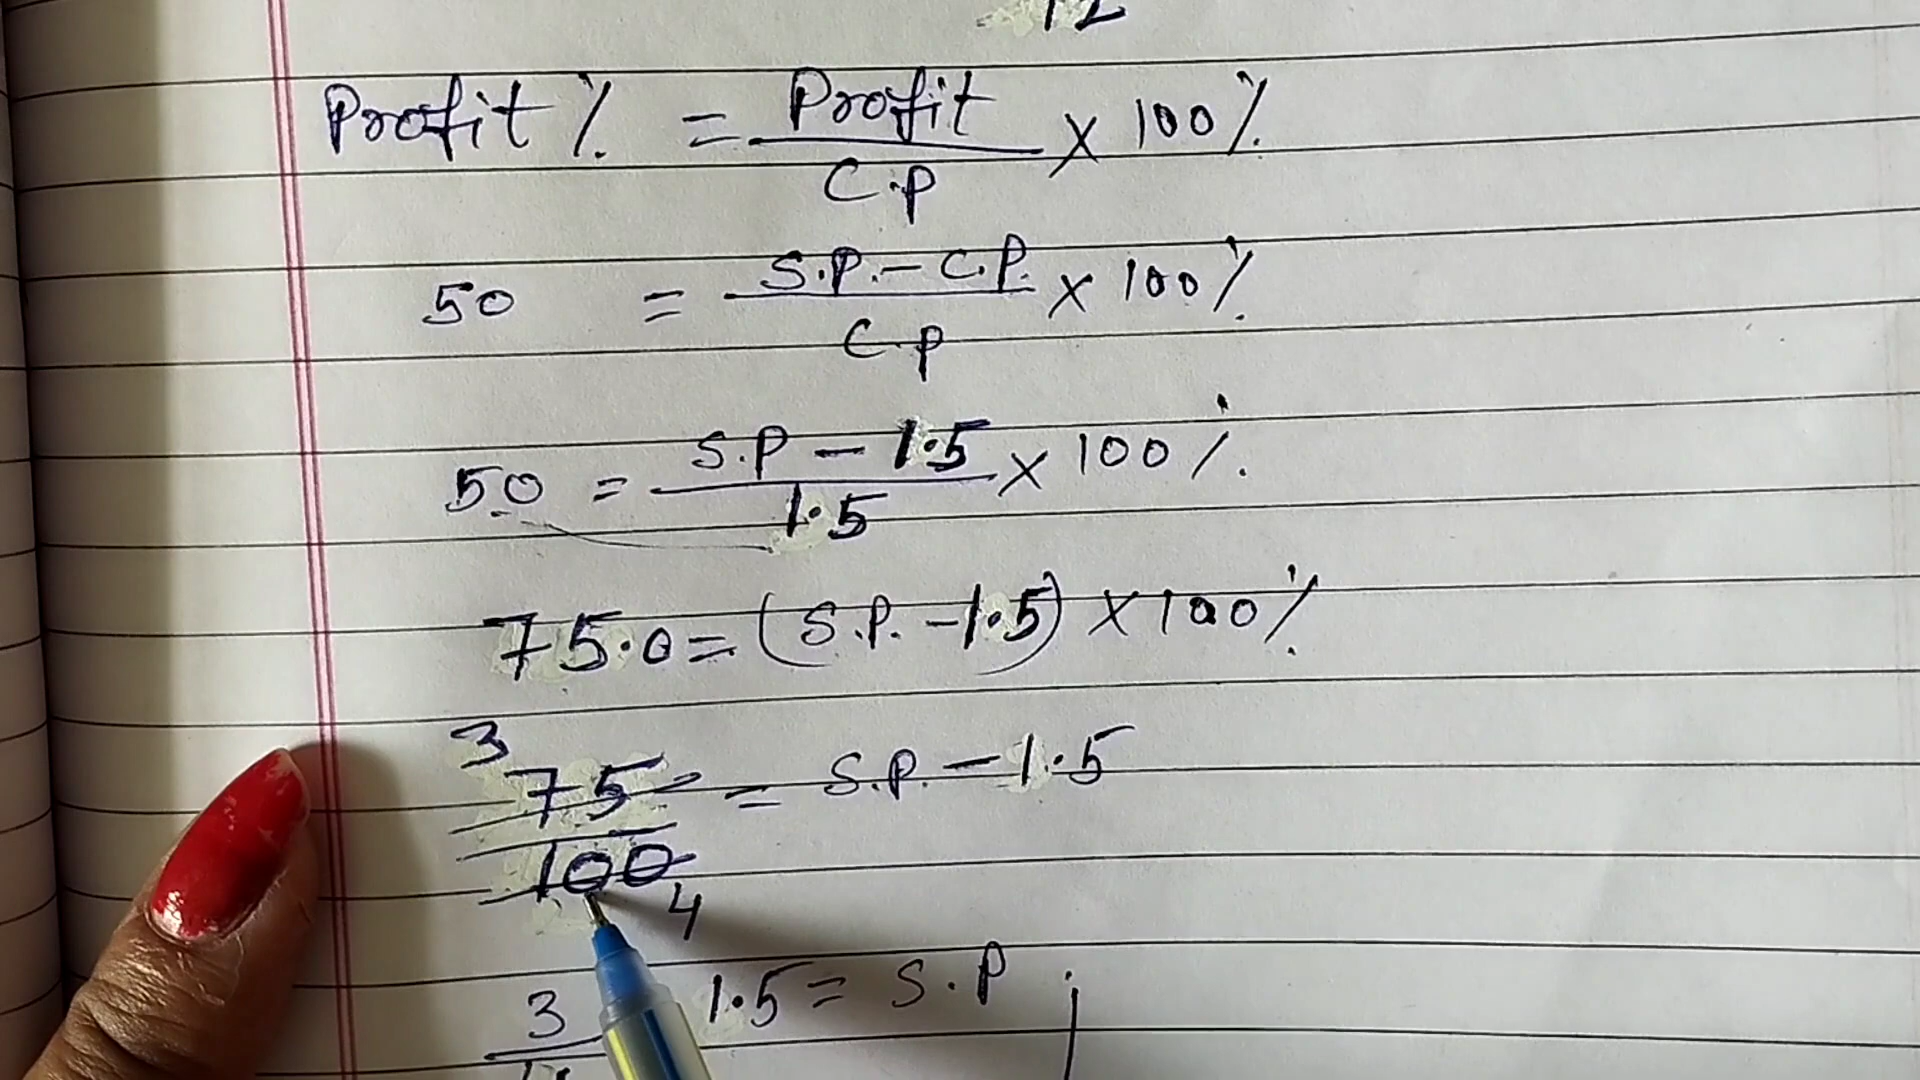 12
Profit % = Profit / C.P × 100%
50 = S.P. - C.P. / C.P × 100%
50 = S.P - 1.5 / 1.5 × 100%
75.0 = (S.P. - 1.5) × 100%
3
75 / 100 = S.P. - 1.5
4
3 / 1.5 = S.P